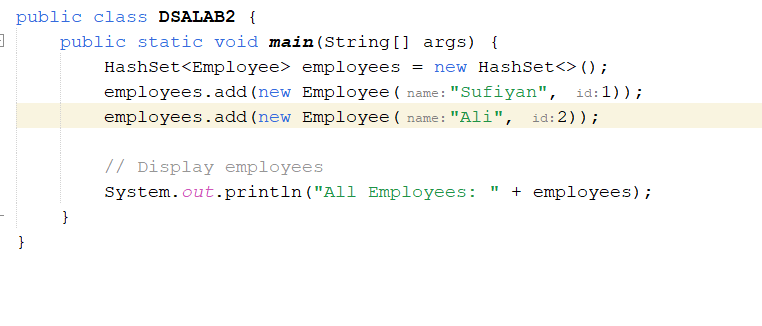 public class DSALAB2 {
public static void main(String[] args) {
HashSet<Employee> employees = new HashSet<>();
employees.add(new Employee( name: "Sufiyan", id: 1));
employees.add(new Employee( name: "Ali", id: 2));
// Display employees
System.out.println("All Employees: " + employees);
}
}